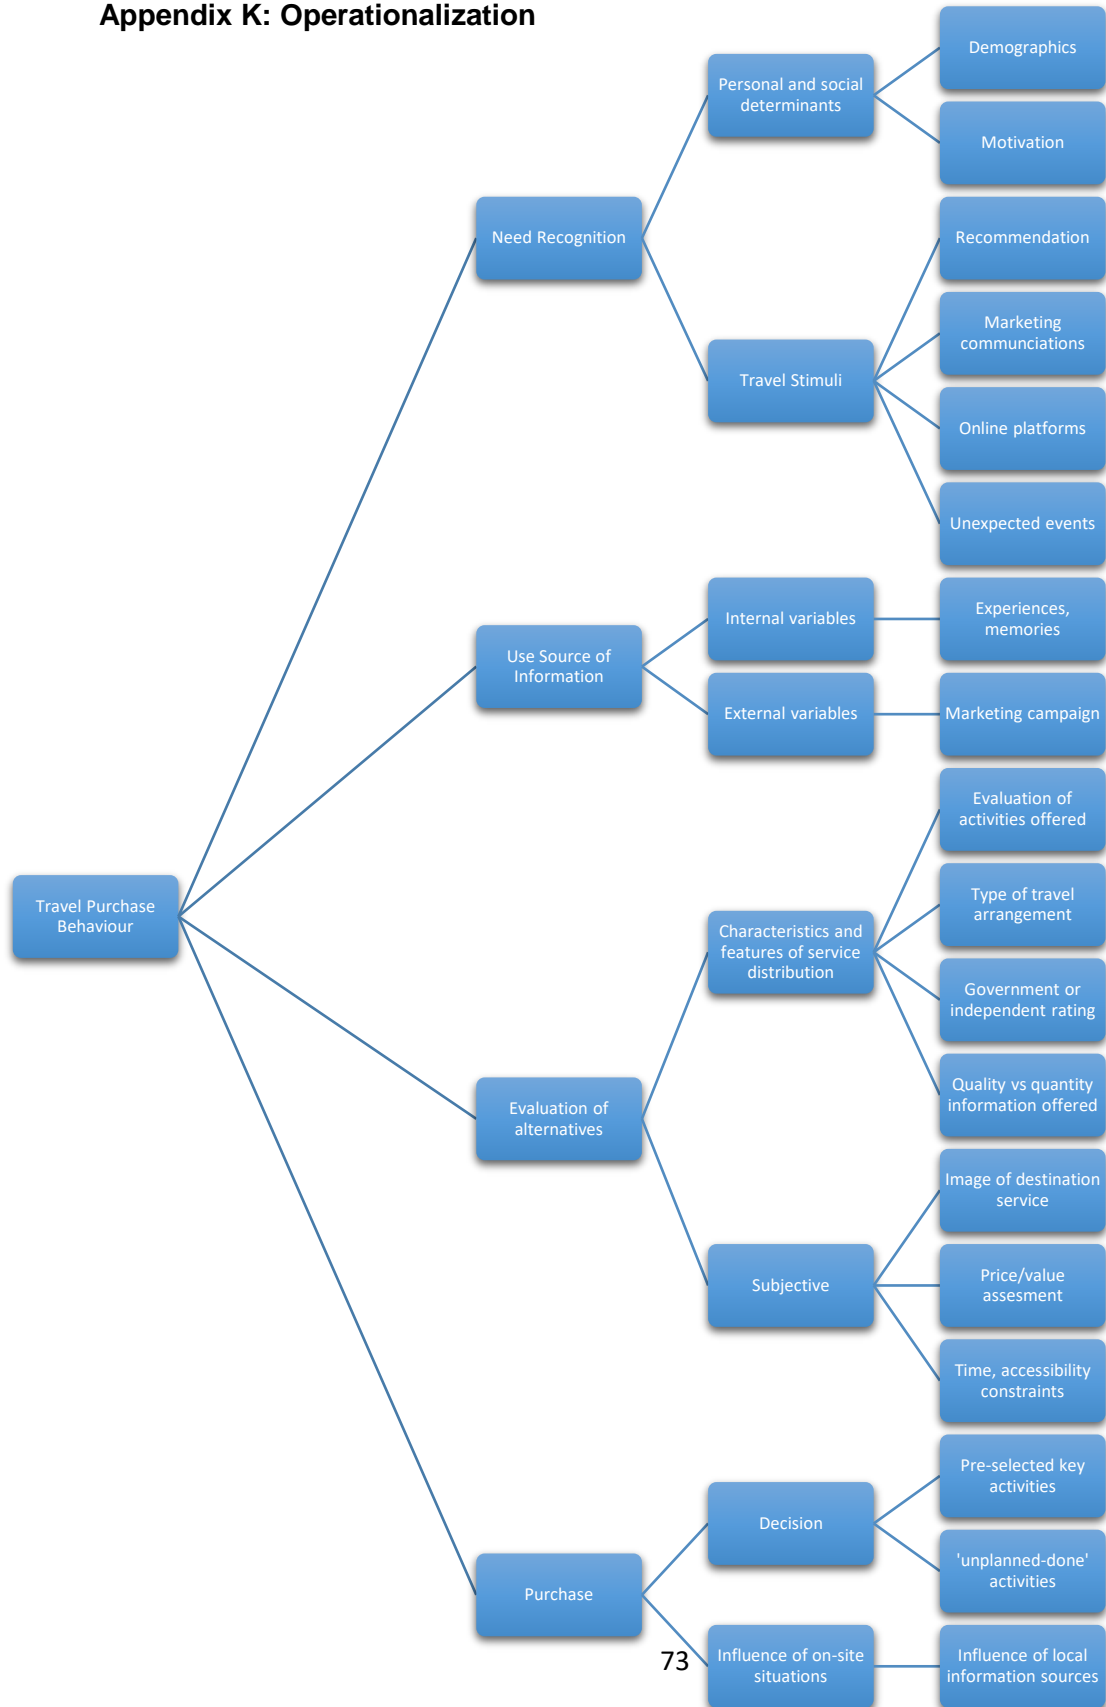 Appendix K: Operationalization
Travel Purchase
Behaviour
Need Recognition
Personal and social
determinants
Demographics
Motivation
Travel Stimuli
Recommendation
Marketing
communciations
Online platforms
Unexpected events
Use Source of
Information
Internal variables
Experiences,
memories
External variables
Marketing campaign
Evaluation of
alternatives
Characteristics and
features of service
distribution
Evaluation of
activities offered
Type of travel
arrangement
Government or
independent rating
Quality vs quantity
information offered
Subjective
Image of destination
service
Price/value
assesment
Time, accessibility
constraints
Purchase
Decision
Pre-selected key
activities
'unplanned-done'
activities
Influence of on-site
situations
Influence of local
information sources
73